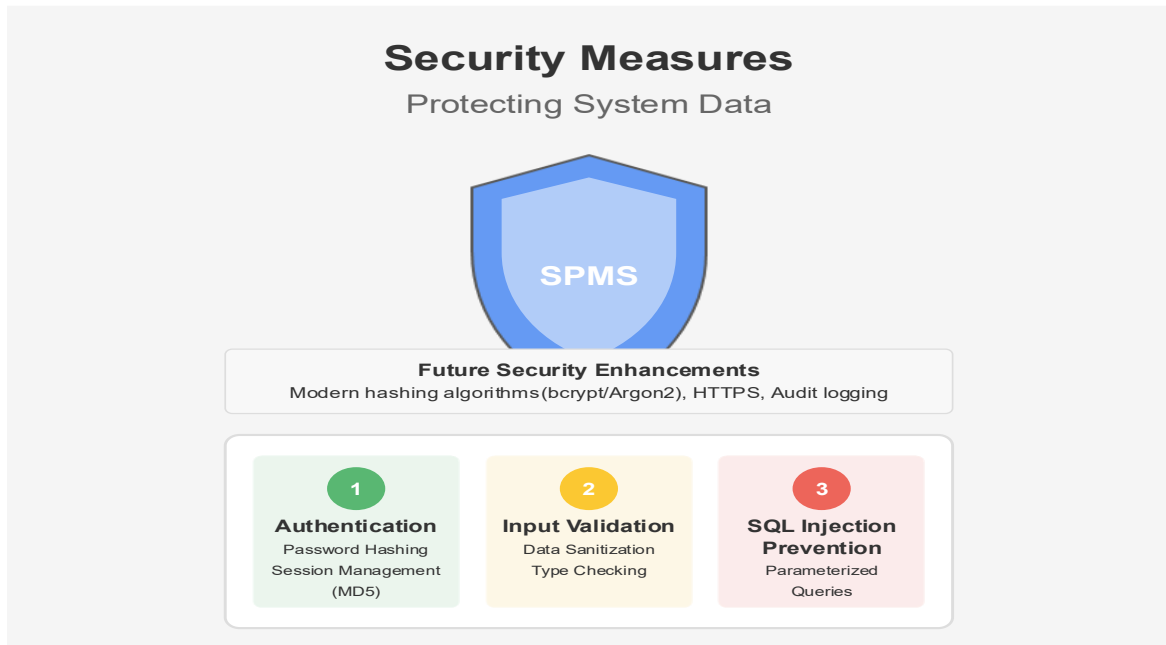 Security Measures
Protecting System Data
SPMS
Future Security Enhancements
Modern hashing algorithms(bcrypt/Argon2), HTTPS, Audit logging
1
Authentication
Password Hashing
Session Management
(MD5)
2
Input Validation
Data Sanitization
Type Checking
3
SQL Injection
Prevention
Parameterized
Queries